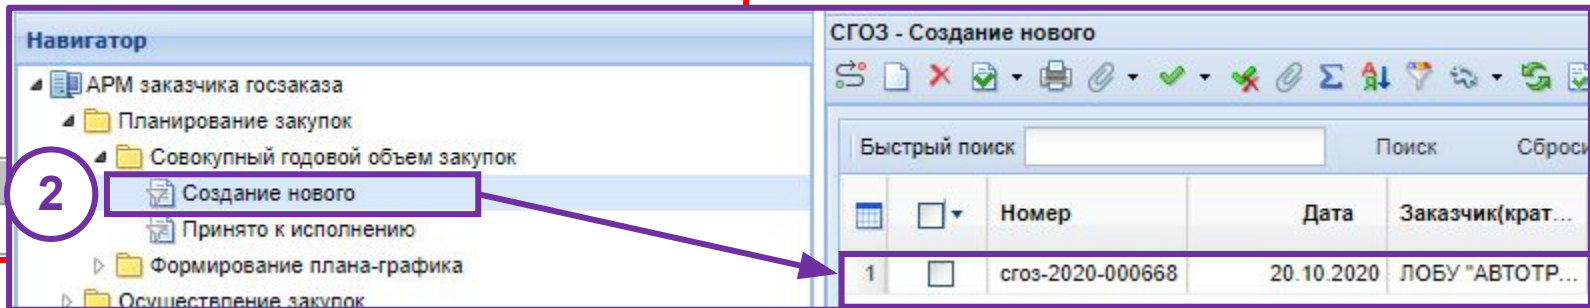 Навигатор
АРМ заказчика госзаказа
Планирование закупок
Совокупный годовой объем закупок
2
Создание нового
Принято к исполнению
Формирование плана-графика
Осуществление закупок
СГОЗ - Создание нового
Быстрый поиск Поиск Сброси
Номер Дата Заказчик(крат...
1 сгоз-2020-000668 20.10.2020 ЛОБУ "АВТОТР...